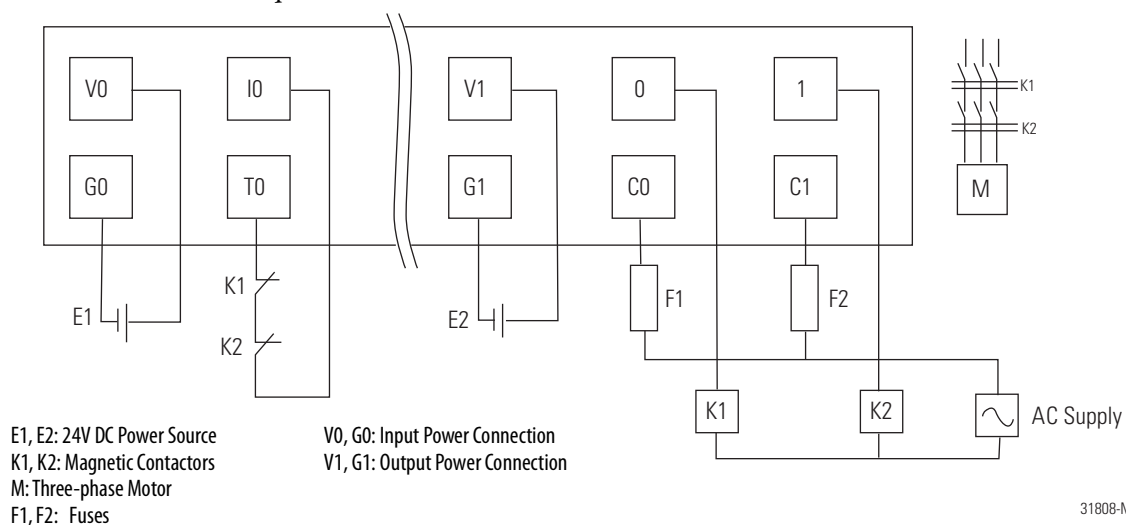 V0
I0
V1
0
1
K1
K2
G0
T0
G1
C0
C1
M
K1
F1
F2
E1
E2
K2
K1
K2
AC Supply
E1, E2: 24V DC Power Source
V0, G0: Input Power Connection
K1, K2: Magnetic Contactors
V1, G1: Output Power Connection
M: Three-phase Motor
F1, F2: Fuses
31808-M